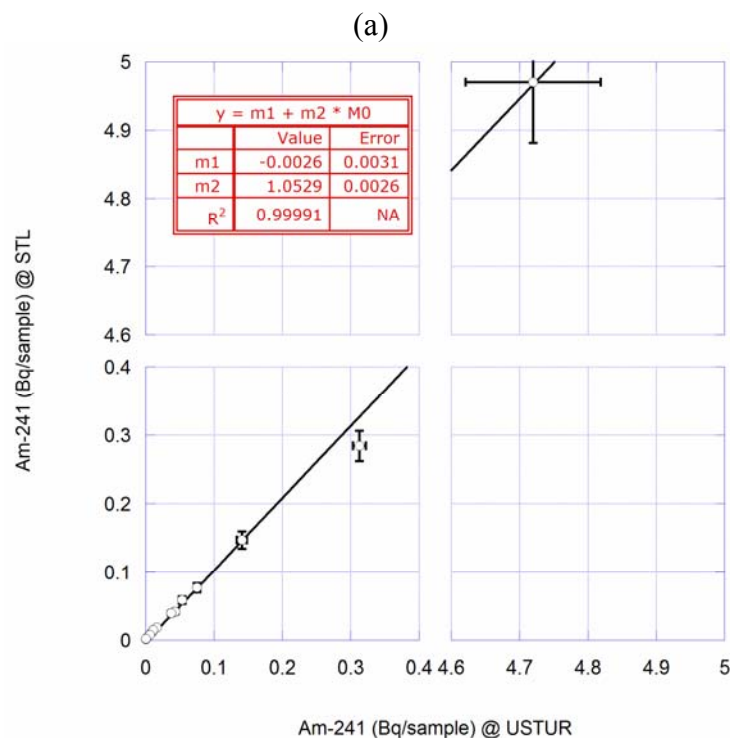 (a)
5
4.9
4.8
4.7
4.6
y = m1 + m2 * M0
Value Error
m1 -0.0026 0.0031
m2 1.0529 0.0026
R² 0.99991 NA
0.4
0.3
0.2
0.1
0
0 0.1 0.2 0.3 0.4 4.6 4.7 4.8 4.9 5
Am-241 (Bq/sample) @ STL
Am-241 (Bq/sample) @ USTUR